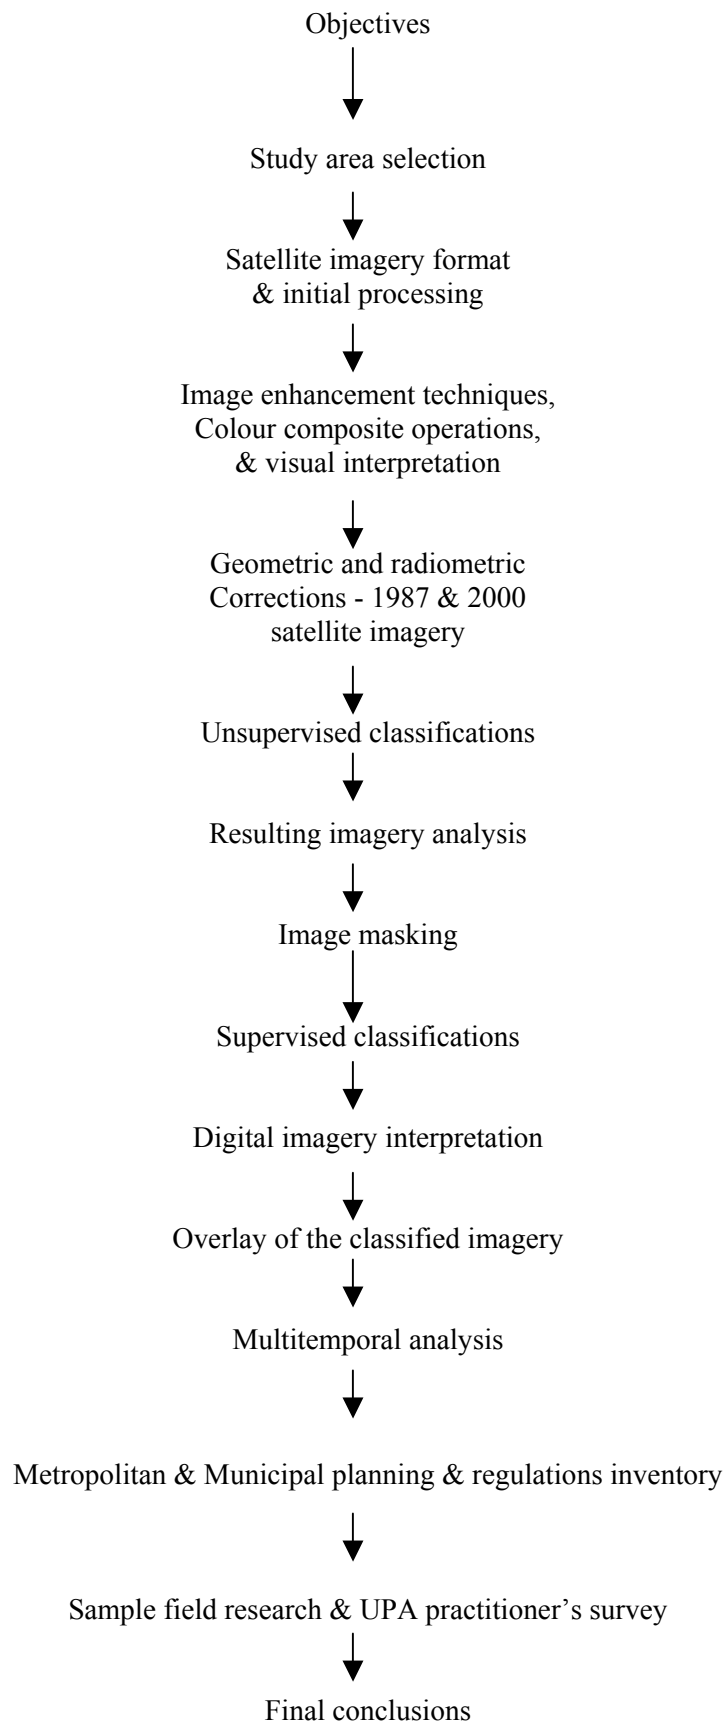 Objectives
Study area selection
Satellite imagery format
& initial processing
Image enhancement techniques,
Colour composite operations,
& visual interpretation
Geometric and radiometric
Corrections - 1987 & 2000
satellite imagery
Unsupervised classifications
Resulting imagery analysis
Image masking
Supervised classifications
Digital imagery interpretation
Overlay of the classified imagery
Multitemporal analysis
Metropolitan & Municipal planning & regulations inventory
Sample field research & UPA practitioner’s survey
Final conclusions